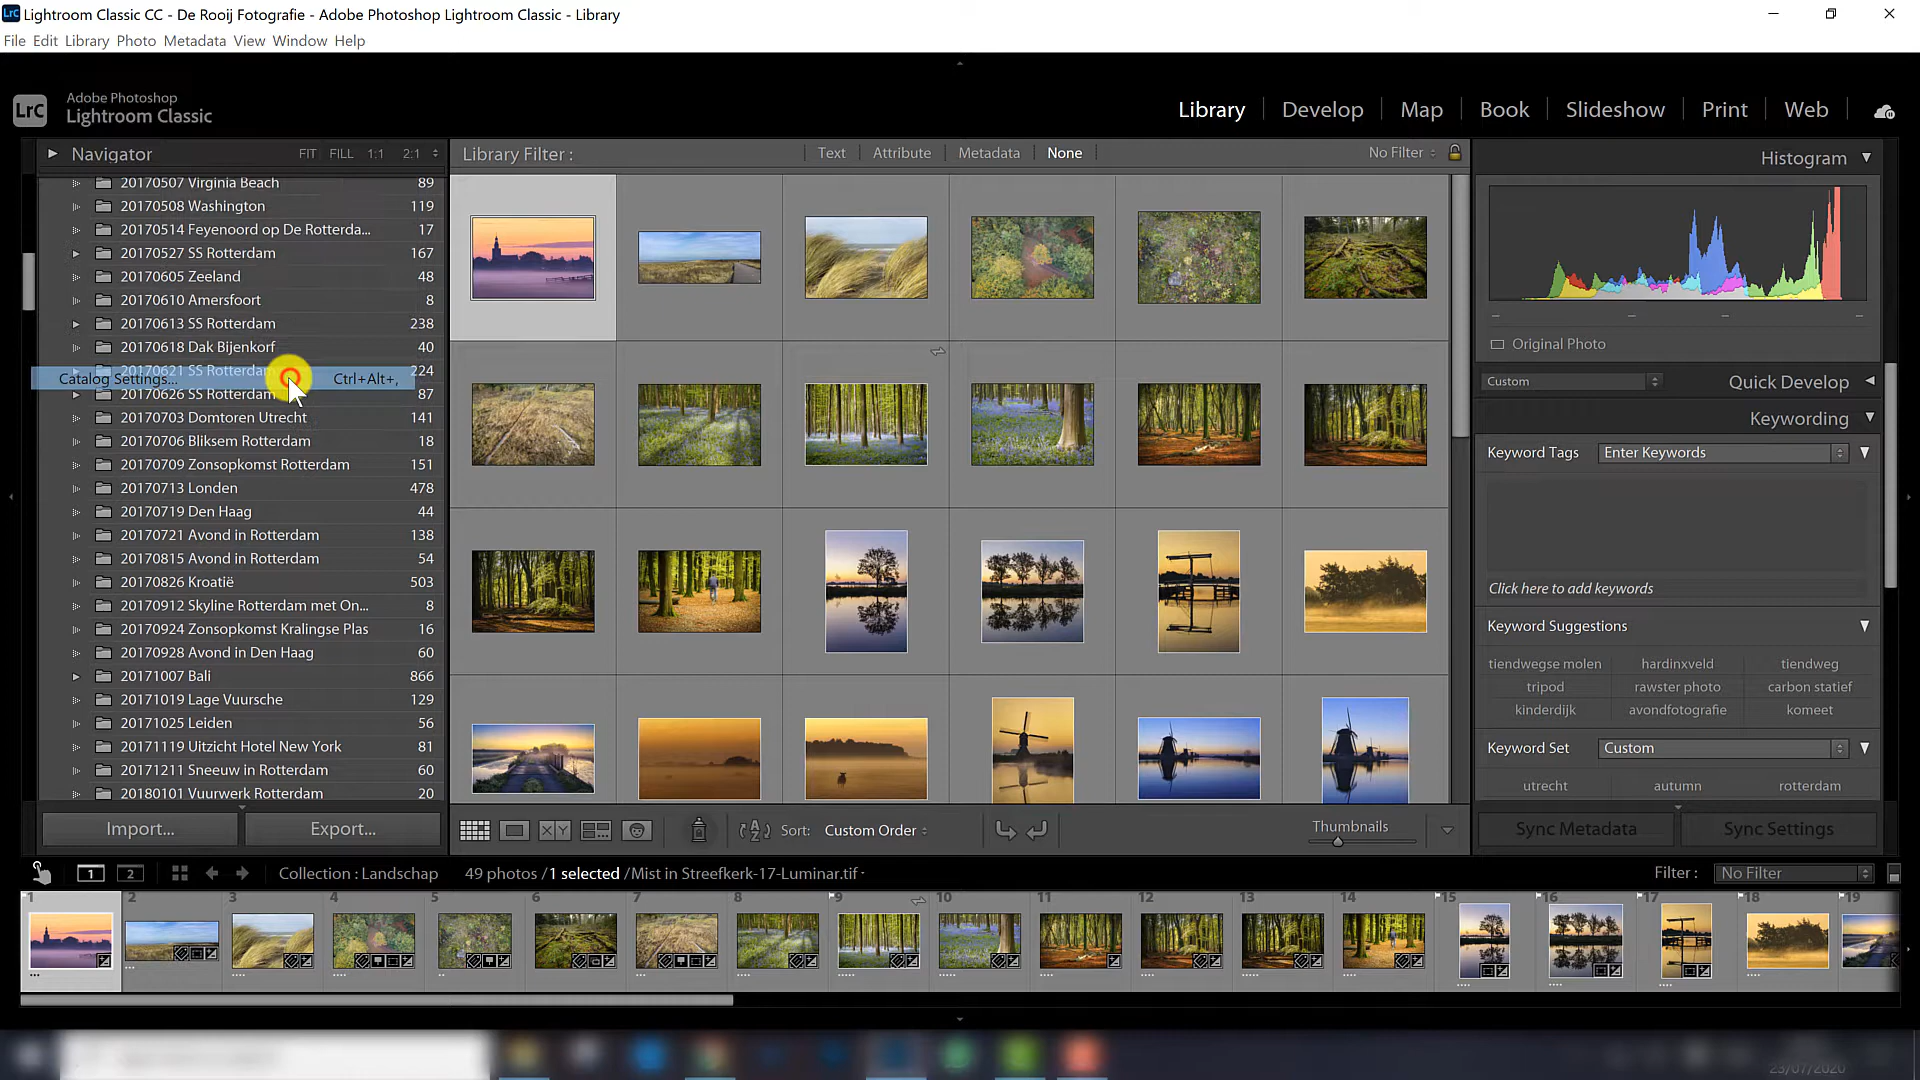 Lightroom Classic CC - De Rooij Fotografie - Adobe Photoshop Lightroom Classic - Library
File Edit Library Photo Metadata View Window Help
LrC
Adobe Photoshop
Lightroom Classic
Library Develop Map Book Slideshow Print Web
Navigator FIT FILL 1:1 2:1
20170507 Virginia Beach 89
20170508 Washington 119
20170514 Feyenoord op De Rotterda... 17
20170527 SS Rotterdam 167
20170605 Zeeland 48
20170610 Amersfoort 8
20170613 SS Rotterdam 238
20170618 Dak Bijenkorf 40
20170621 SS Rotterdam 224
Catalog Settings... Ctrl+Alt+,
20170626 SS Rotterdam 87
20170703 Domtoren Utrecht 141
20170706 Bliksem Rotterdam 18
20170709 Zonsopkomst Rotterdam 151
20170713 Londen 478
20170719 Den Haag 44
20170721 Avond in Rotterdam 138
20170815 Avond in Rotterdam 54
20170826 Kroatië 503
20170912 Skyline Rotterdam met On... 8
20170924 Zonsopkomst Kralingse Plas 16
20170928 Avond in Den Haag 60
20171007 Bali 866
20171019 Lage Vuursche 129
20171025 Leiden 56
20171119 Uitzicht Hotel New York 81
20171211 Sneeuw in Rotterdam 60
20180101 Vuurwerk Rotterdam 20
Import... Export...
Library Filter : Text Attribute Metadata None No Filter
Sort: Custom Order
Thumbnails
Histogram
Original Photo
Custom Quick Develop
Keywording
Keyword Tags Enter Keywords
Click here to add keywords
Keyword Suggestions
tiendwegse molen hardinxveld tiendweg
tripod rawster photo carbon statief
kinderdijk avondfotografie komeet
Keyword Set Custom
utrecht autumn rotterdam
Sync Metadata Sync Settings
1 2 Collection : Landschap 49 photos / 1 selected / Mist in Streefkerk-17-Luminar.tif
Filter : No Filter
1 2 3 4 5 6 7 8 9 10 11 12 13 14 15 16 17 18 19
23/07/2020